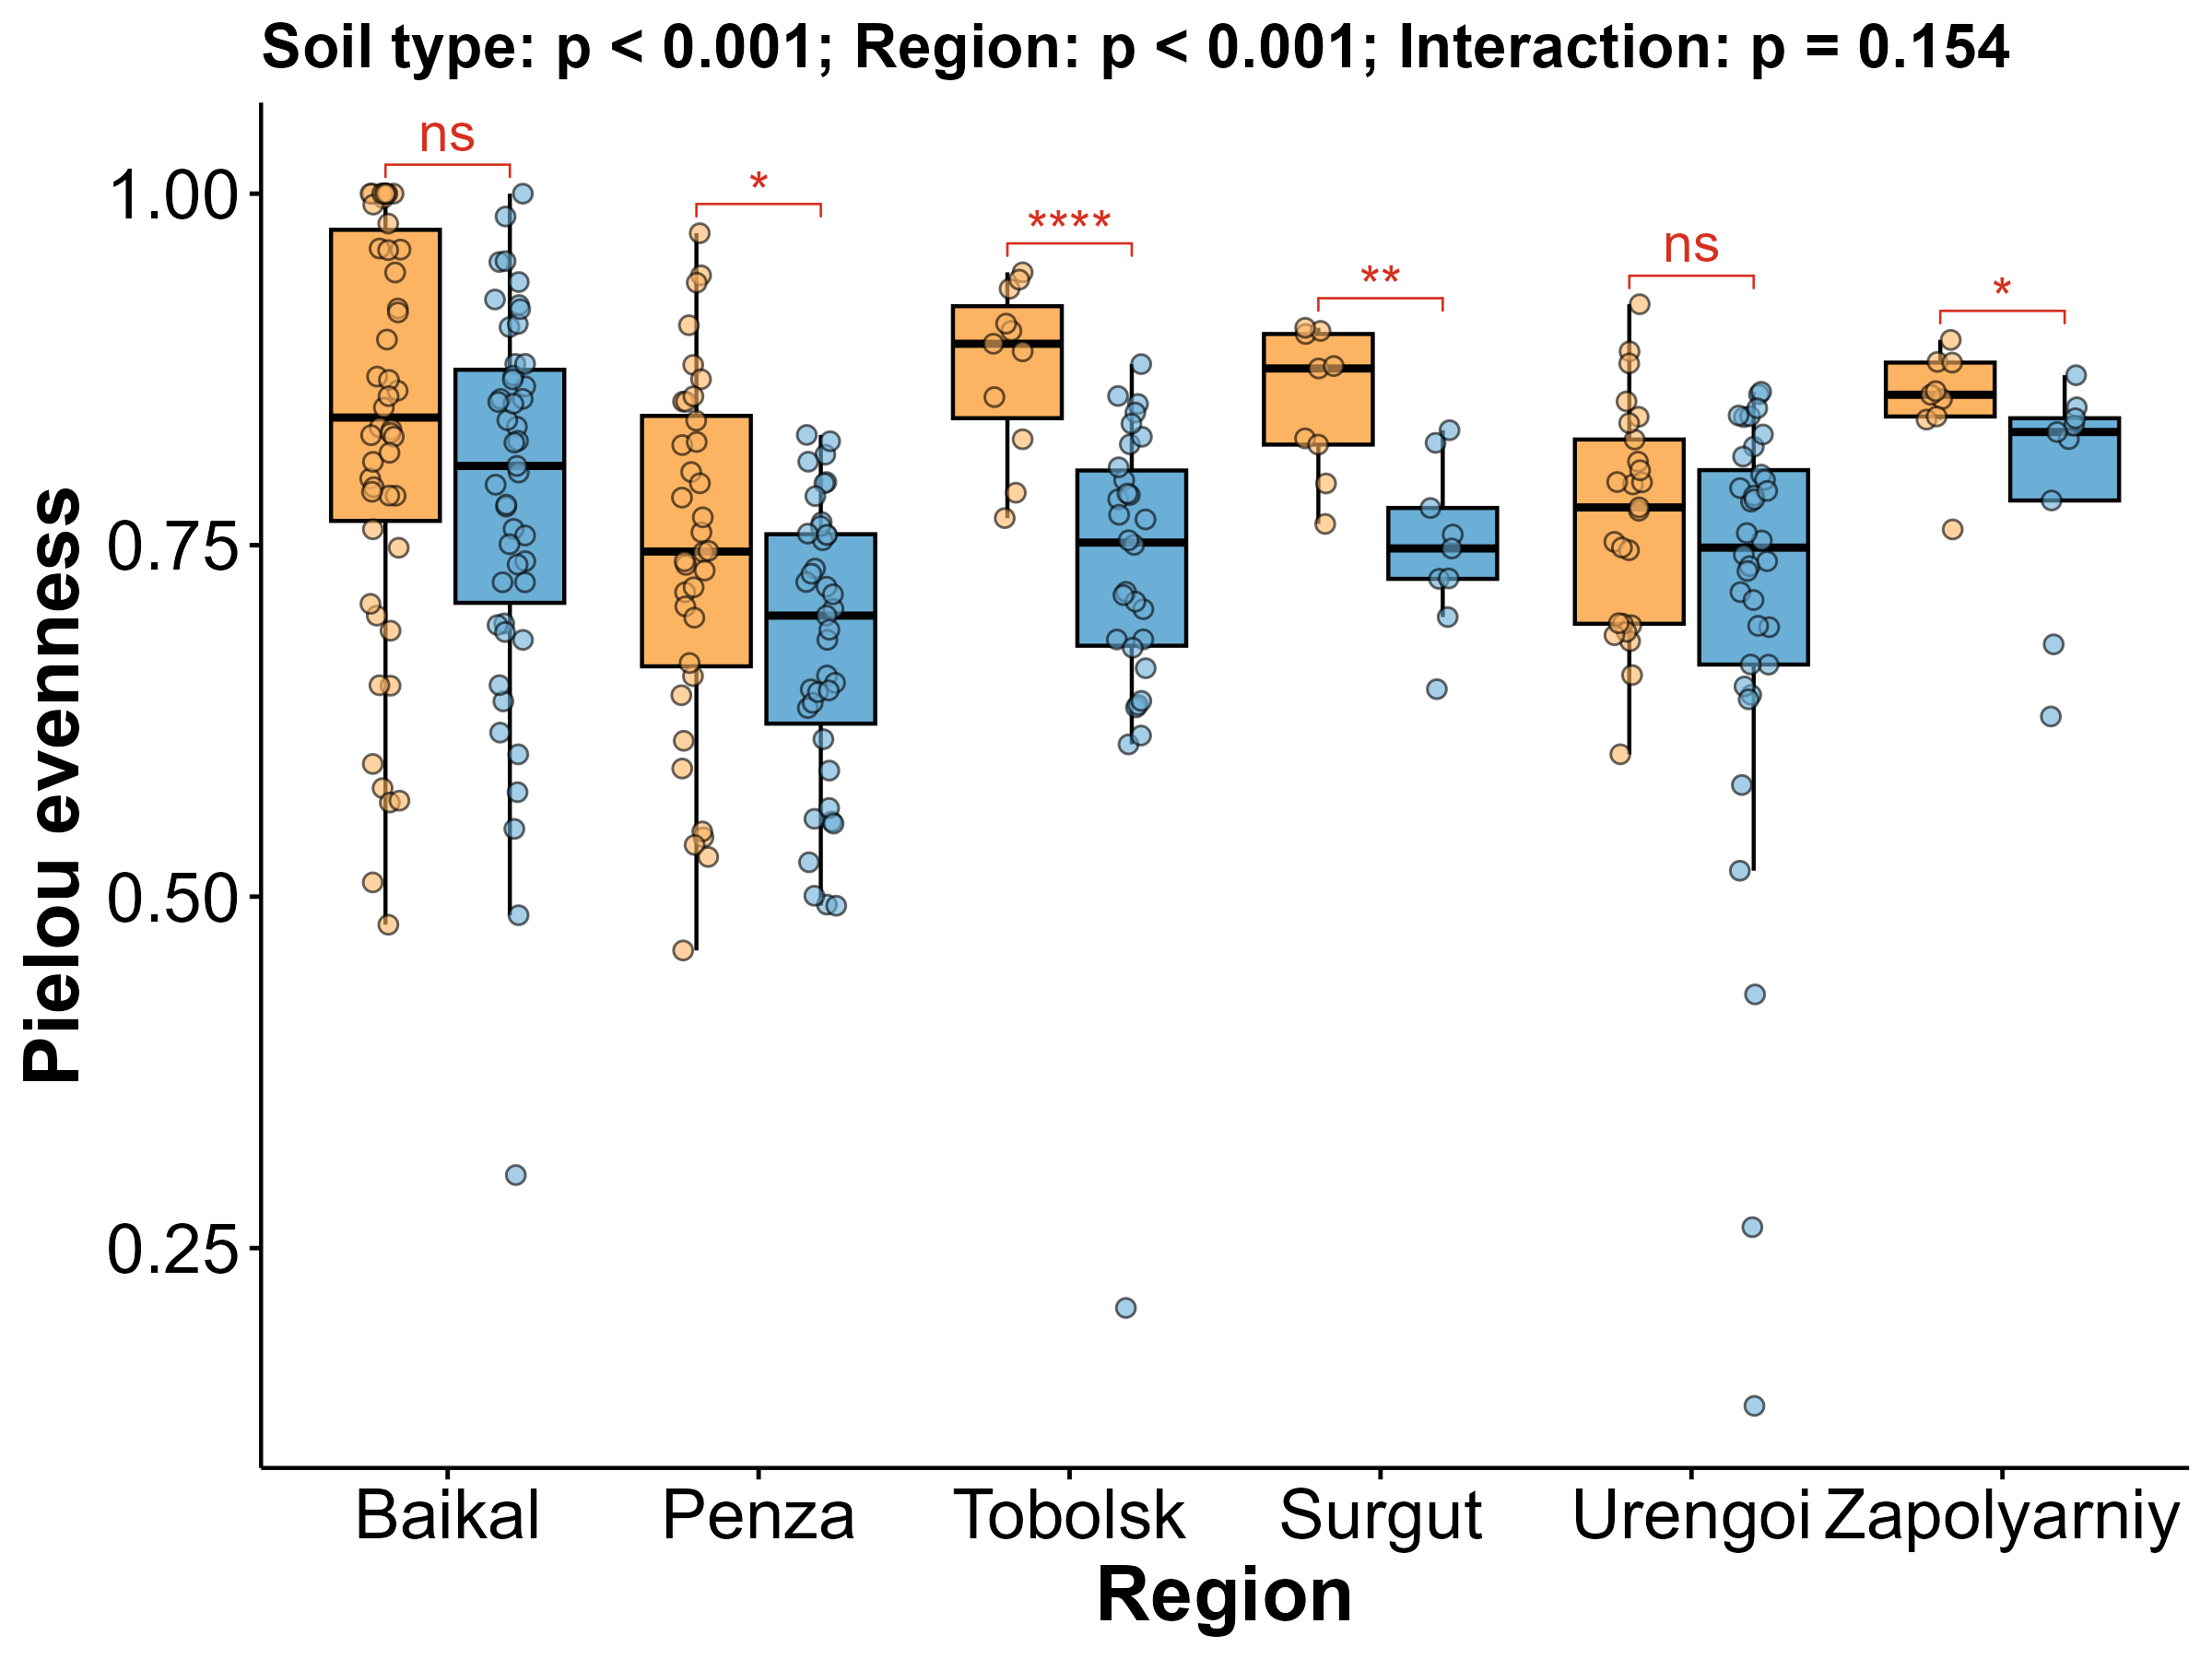 Soil type: p < 0.001; Region: p < 0.001; Interaction: p = 0.154
ns
*
****
**
ns
*
1.00
0.75
0.50
0.25
Pielou evenness
Baikal Penza Tobolsk Surgut Urengoi Zapolyarniy
Region